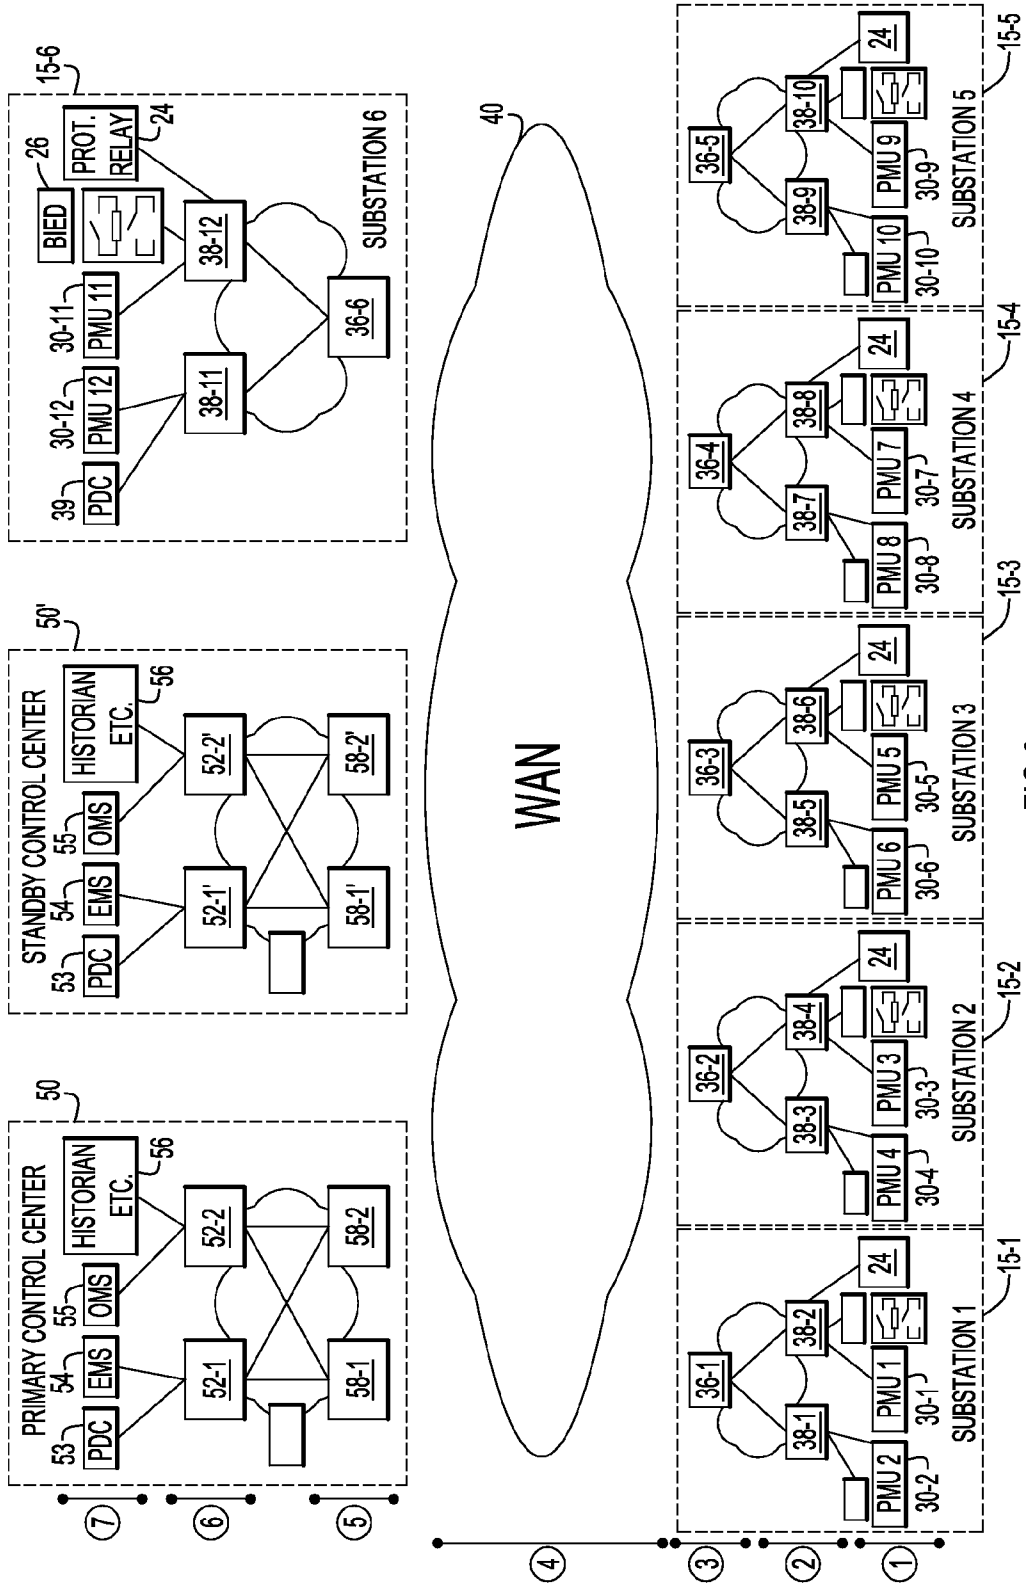 PRIMARY CONTROL CENTER
50
53
54
55
PDC
EMS
OMS
HISTORIAN
ETC.
56
52-1
52-2
58-1
58-2
STANDBY CONTROL CENTER
50'
53
54
55
PDC
EMS
OMS
HISTORIAN
ETC.
56
52-1'
52-2'
58-1'
58-2'
15-6
39
30-12
30-11
26
PDC
PMU 12
PMU 11
BIED
PROT.
RELAY
24
38-11
38-12
36-6
SUBSTATION 6
7
6
5
4
3
2
1
WAN
40
36-1
38-1
38-2
24
PMU 2
PMU 1
30-2
30-1
SUBSTATION 1
15-1
36-2
38-3
38-4
24
PMU 4
PMU 3
30-4
30-3
SUBSTATION 2
15-2
36-3
38-5
38-6
24
PMU 6
PMU 5
30-6
30-5
SUBSTATION 3
15-3
36-4
38-7
38-8
24
PMU 8
PMU 7
30-8
30-7
SUBSTATION 4
15-4
36-5
38-9
38-10
24
PMU 10
PMU 9
30-10
30-9
SUBSTATION 5
15-5